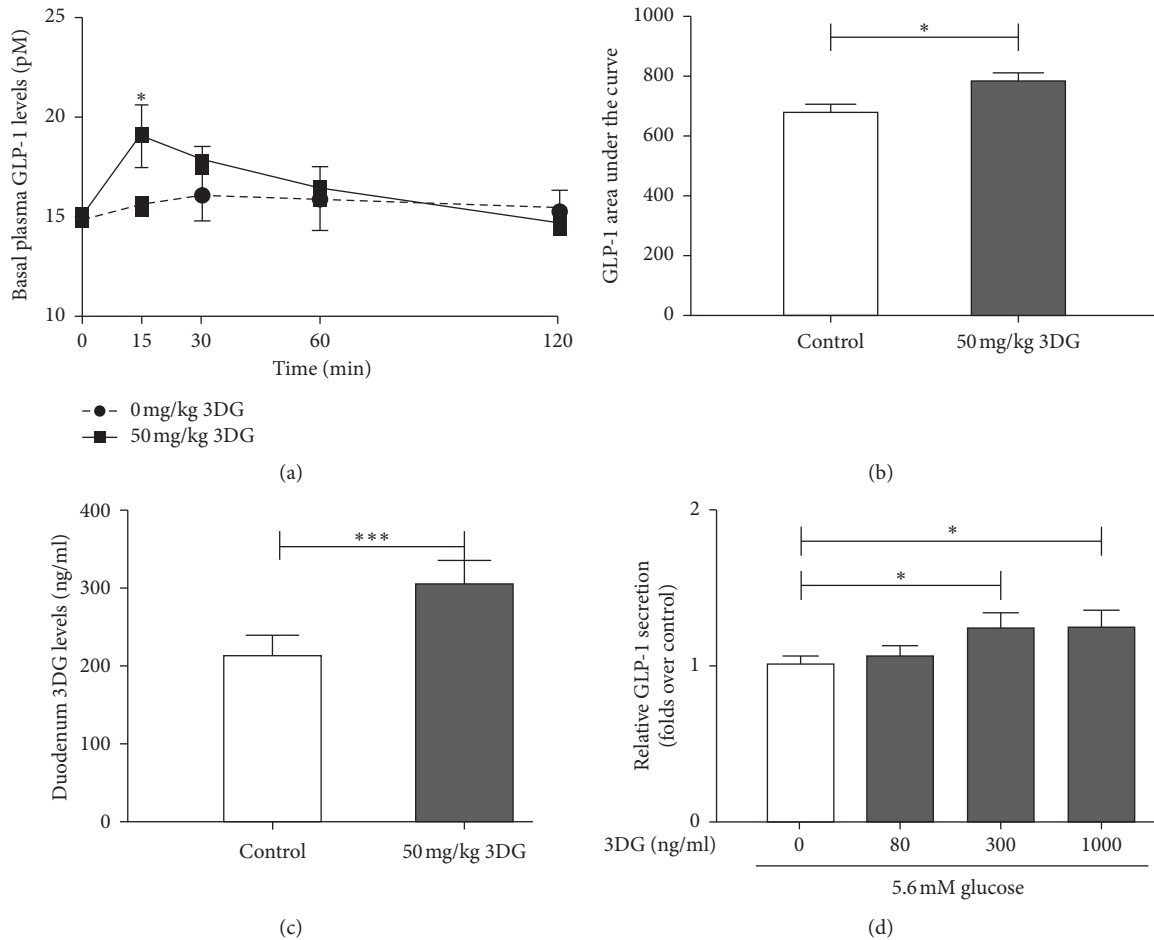 25
20
15
10
Basal plasma GLP-1 levels (pM)
*
0
15
30
60
120
Time (min)
0 mg/kg 3DG
50 mg/kg 3DG
(a)
1000
800
600
400
200
0
GLP-1 area under the curve
*
Control
50 mg/kg 3DG
(b)
400
300
200
100
0
Duodenum 3DG levels (ng/ml)
***
Control
50 mg/kg 3DG
(c)
2
1
0
Relative GLP-1 secretion
(folds over control)
*
*
3DG (ng/ml)
0
80
300
1000
5.6 mM glucose
(d)